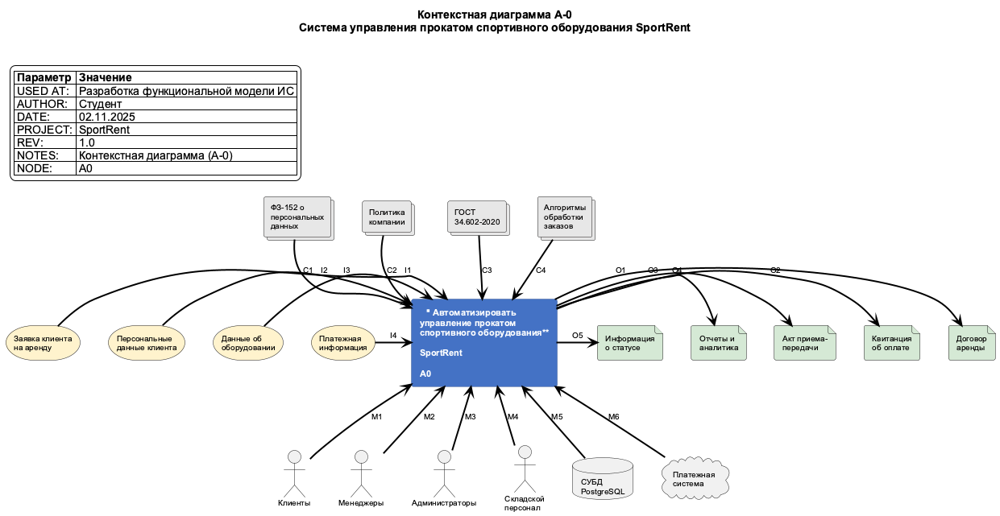 Контекстная диаграмма A-0
Система управления прокатом спортивного оборудования SportRent
Параметр Значение
USED AT: Разработка функциональной модели ИС
AUTHOR: Студент
DATE: 02.11.2025
PROJECT: SportRent
REV: 1.0
NOTES: Контекстная диаграмма (A-0)
NODE: A0
ФЗ-152 о
персональных
данных
Политика
компании
ГОСТ
34.602-2020
Алгоритмы
обработки
заказов
C1 I2 I3 C2 I1 C3 C4 O1 O3 O4 O2
Заявка клиента
на аренду
Персональные
данные клиента
Данные об
оборудовании
Платежная
информация
I4
* Автоматизировать
управление прокатом
спортивного оборудования**
SportRent
A0
O5
Информация
о статусе
Отчеты и
аналитика
Акт приема-
передачи
Квитанция
об оплате
Договор
аренды
M1 M2 M3 M4 M5 M6
Клиенты
Менеджеры
Администраторы
Складской
персонал
СУБД
PostgreSQL
Платежная
система